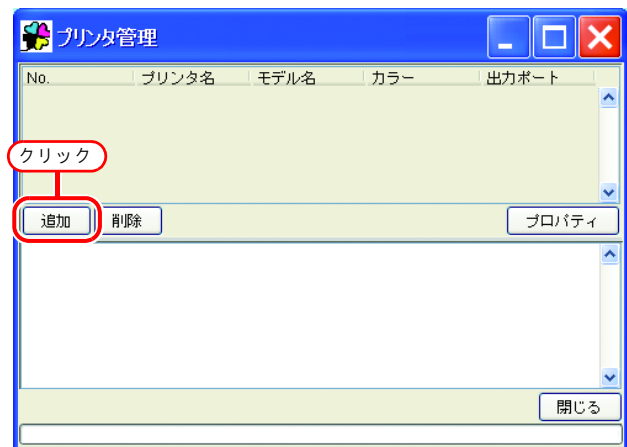 プリンタ管理
No. プリンタ名 モデル名 カラー 出力ポート
クリック
追加 削除 プロパティ
閉じる